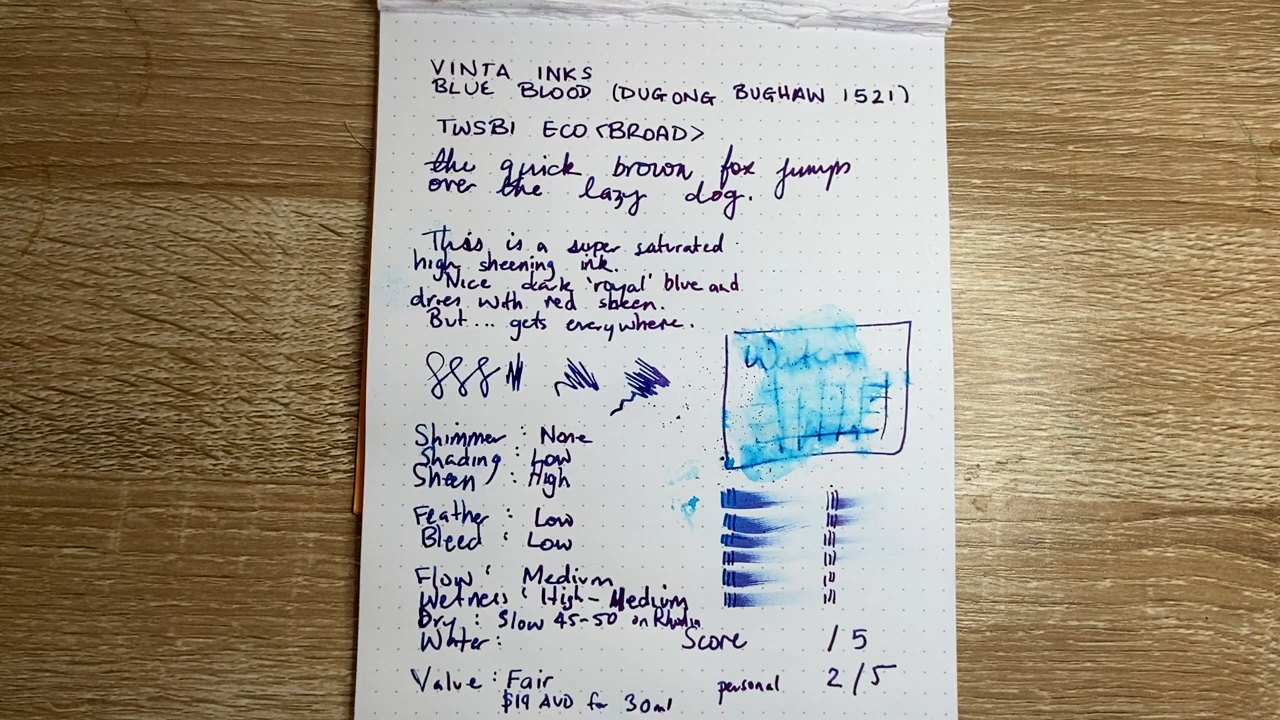 VINTA INKS
BLUE BLOOD (DUGONG BUGHAW 1521)
TWSBI ECO <BROAD>
the quick brown fox jumps
over the lazy dog.
This is a super saturated
high sheening ink.
Nice dark 'royal' blue and
dries with red sheen.
But... gets everywhere.
Water
Shimmer : None
Shading : Low
Sheen : High
Feather : Low
Bleed : Low
Flow : Medium
Wetness : High - Medium
Dry : Slow 45-50 on Rhodia
Water : Score /5
Value : Fair personal 2/5
$19 AUD for 30ml